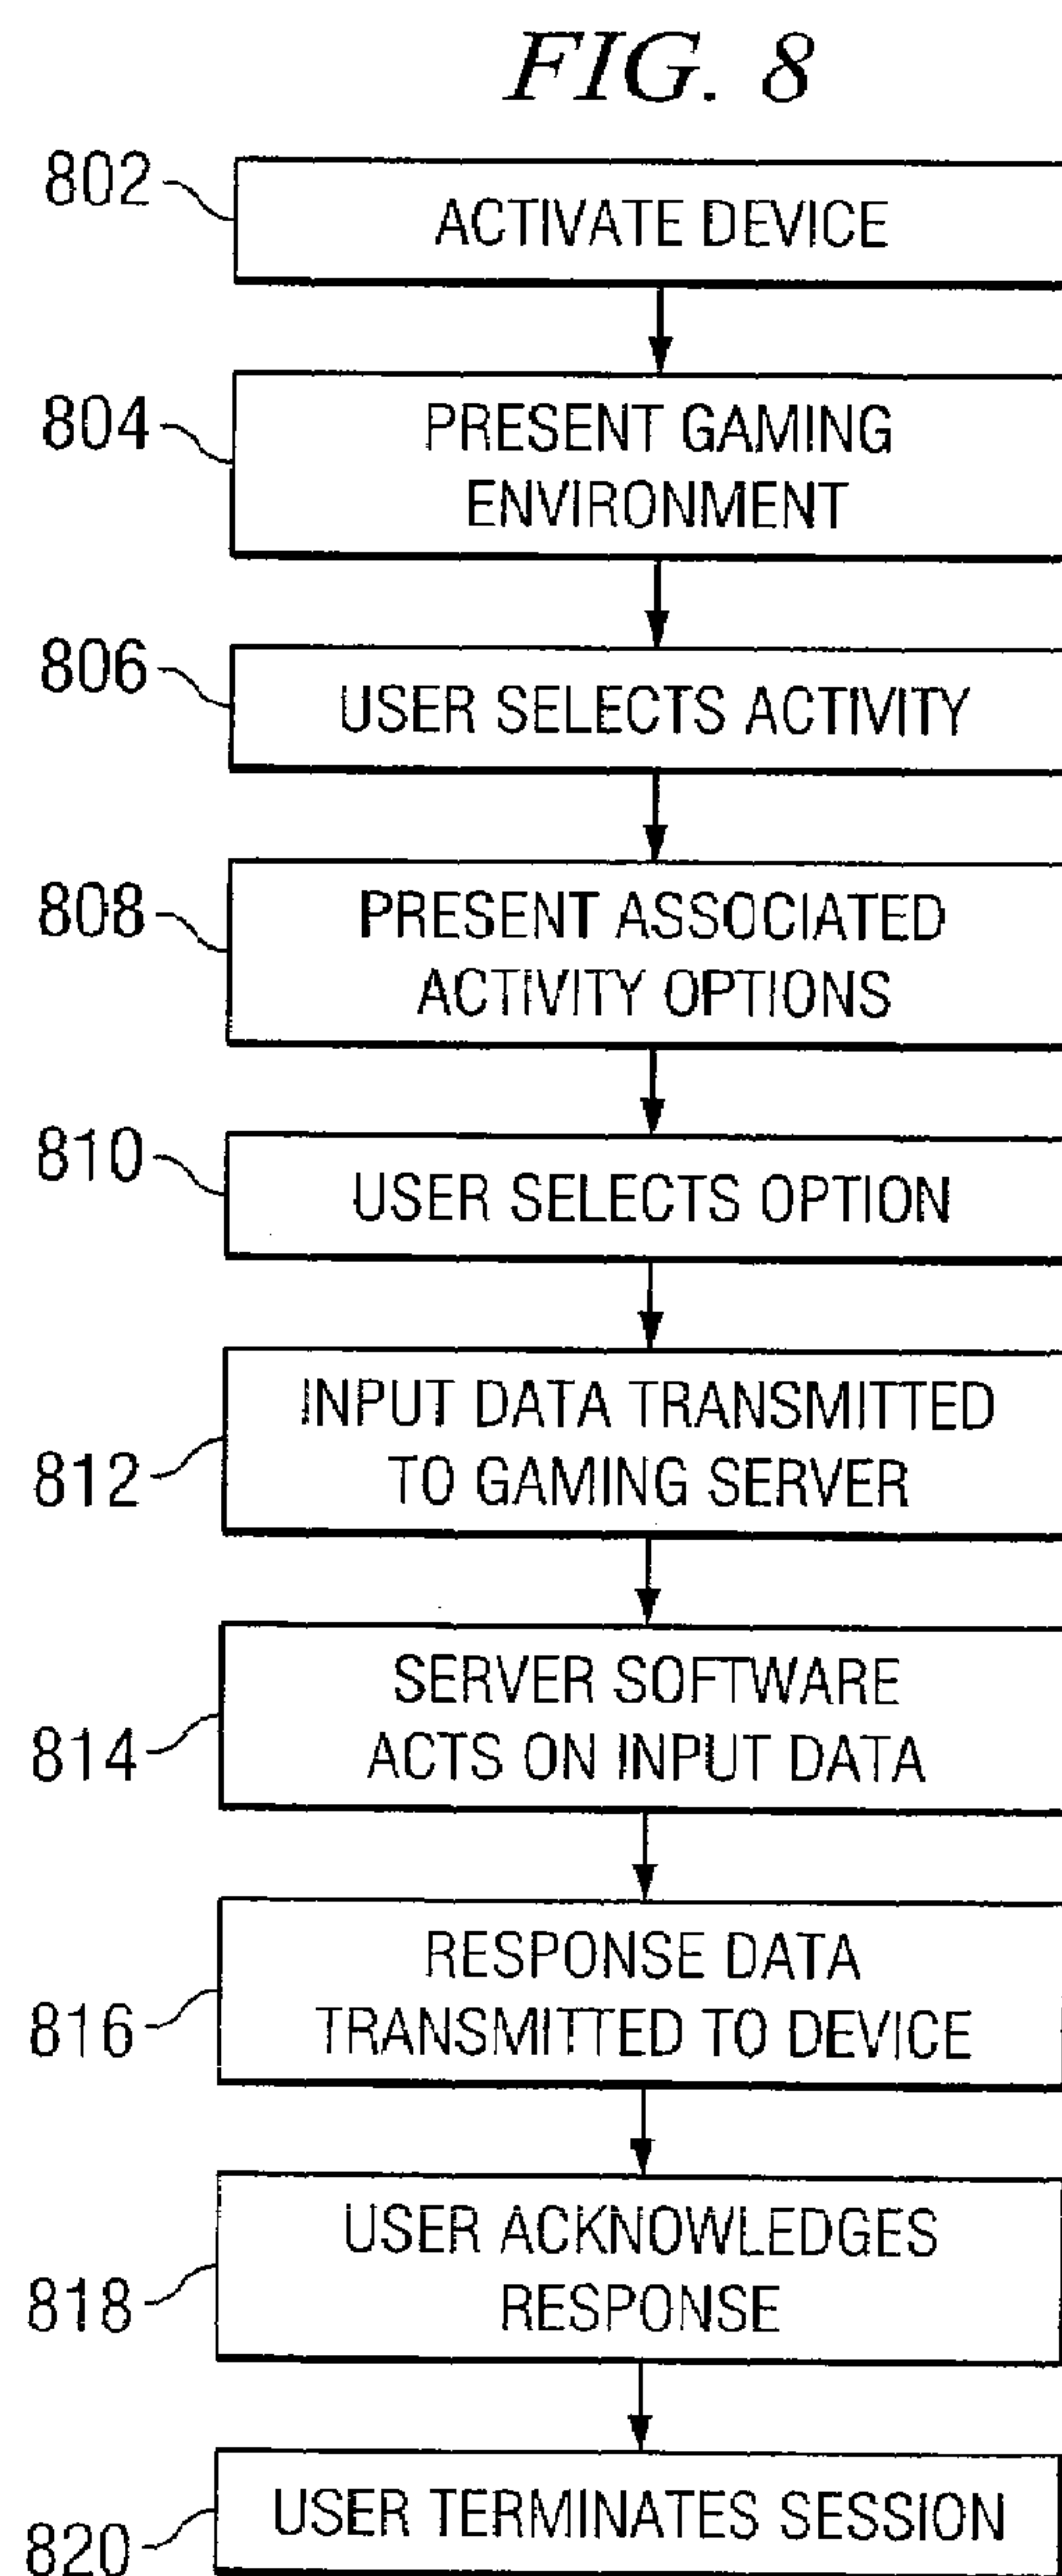 FIG. 8
802
ACTIVATE DEVICE
804
PRESENT GAMING
ENVIRONMENT
806
USER SELECTS ACTIVITY
808
PRESENT ASSOCIATED
ACTIVITY OPTIONS
810
USER SELECTS OPTION
812
INPUT DATA TRANSMITTED
TO GAMING SERVER
814
SERVER SOFTWARE
ACTS ON INPUT DATA
816
RESPONSE DATA
TRANSMITTED TO DEVICE
818
USER ACKNOWLEDGES
RESPONSE
820
USER TERMINATES SESSION